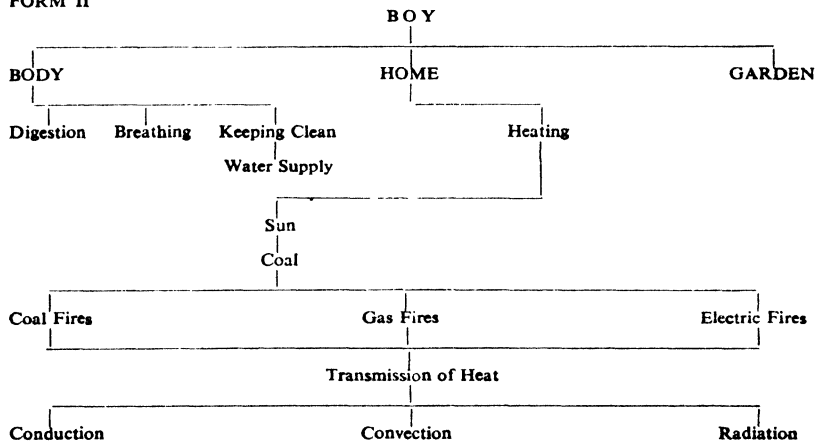 FORM II
BOY
BODY HOME GARDEN
Digestion Breathing Keeping Clean Heating
Water Supply
Sun
Coal
Coal Fires Gas Fires Electric Fires
Transmission of Heat
Conduction Convection Radiation